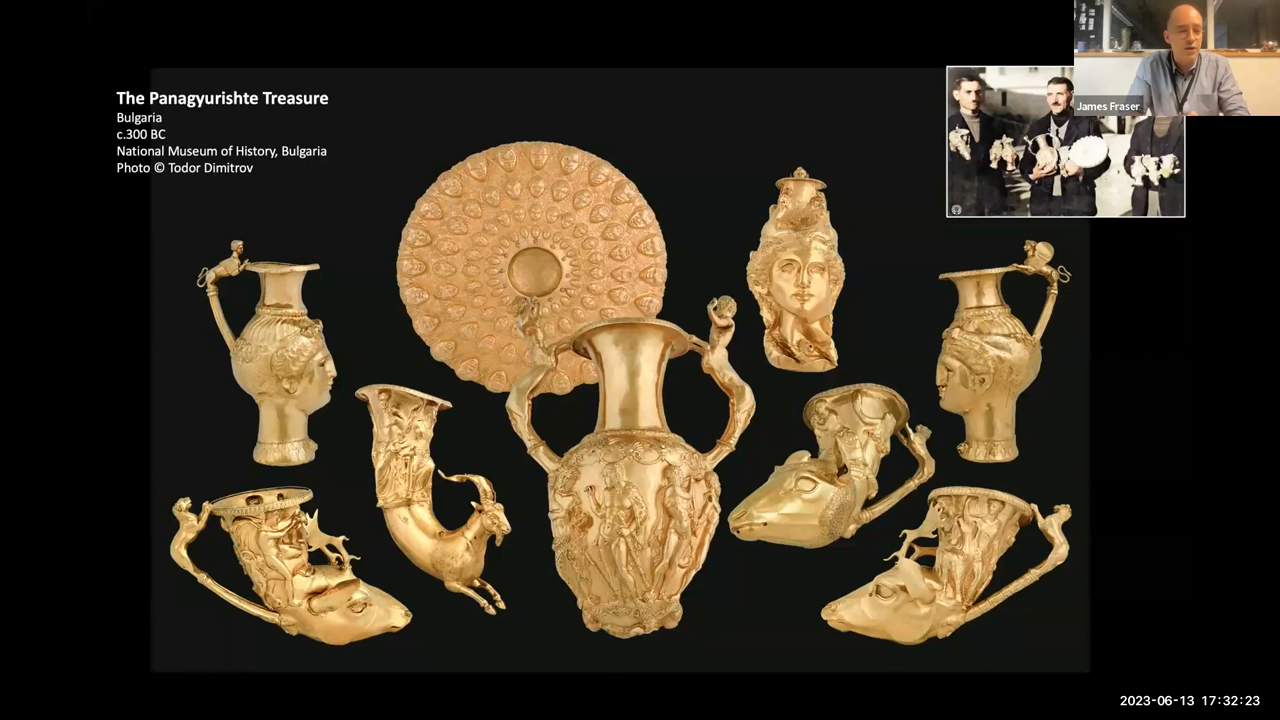 The Panagyurishte Treasure
Bulgaria
c.300 BC
National Museum of History, Bulgaria
Photo © Todor Dimitrov
James Fraser
2023-06-13 17:32:23